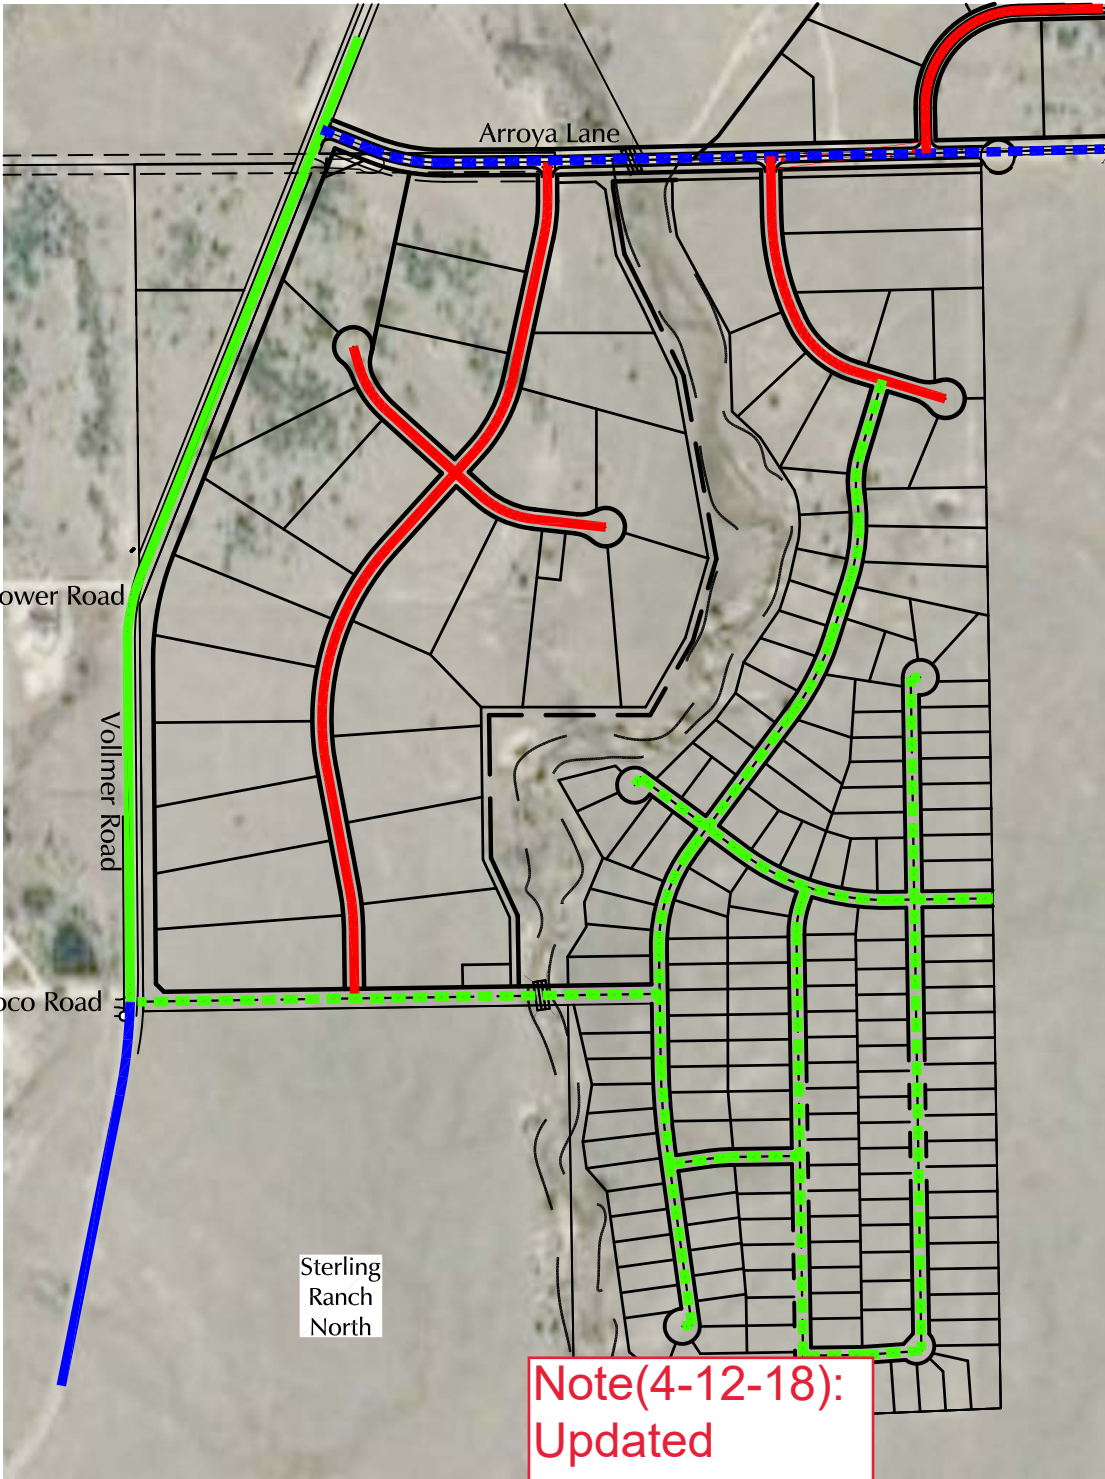 Arroya Lane
ower Road
Vollmer Road
oco Road
Sterling
Ranch
North
Note(4-12-18):
Updated